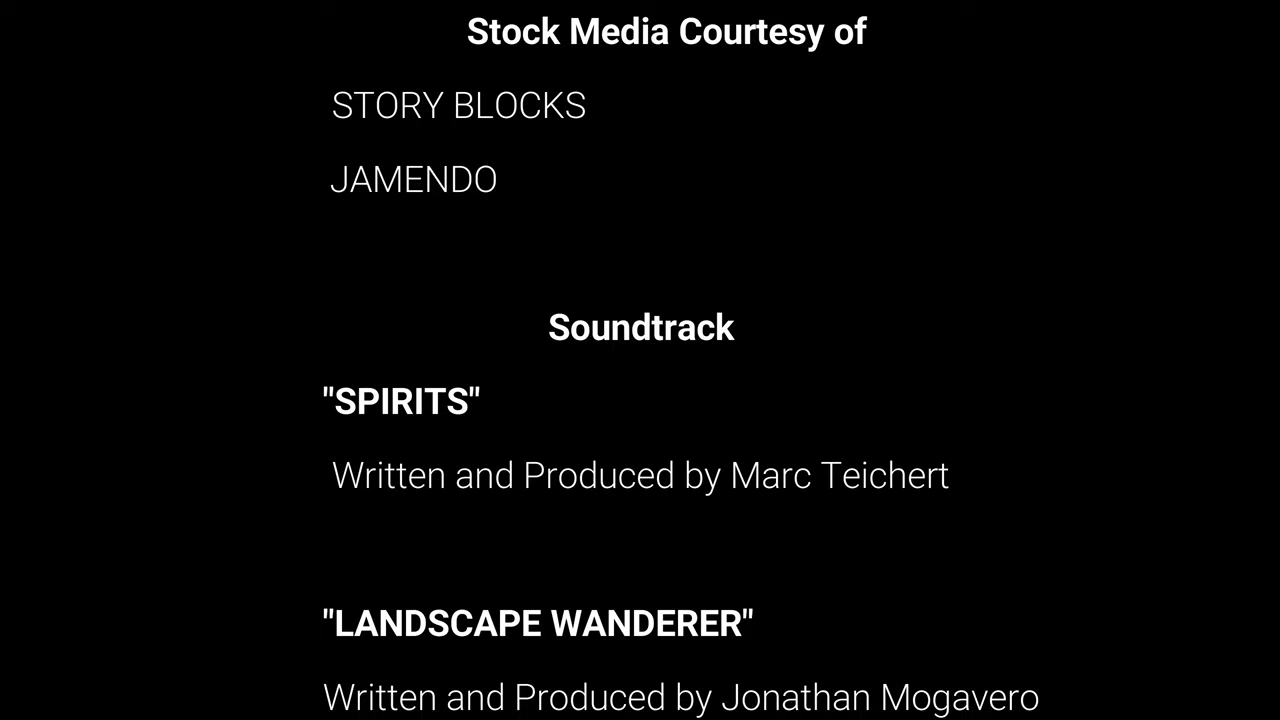 Stock Media Courtesy of
STORY BLOCKS
JAMENDO
Soundtrack
"SPIRITS"
Written and Produced by Marc Teichert
"LANDSCAPE WANDERER"
Written and Produced by Jonathan Mogavero